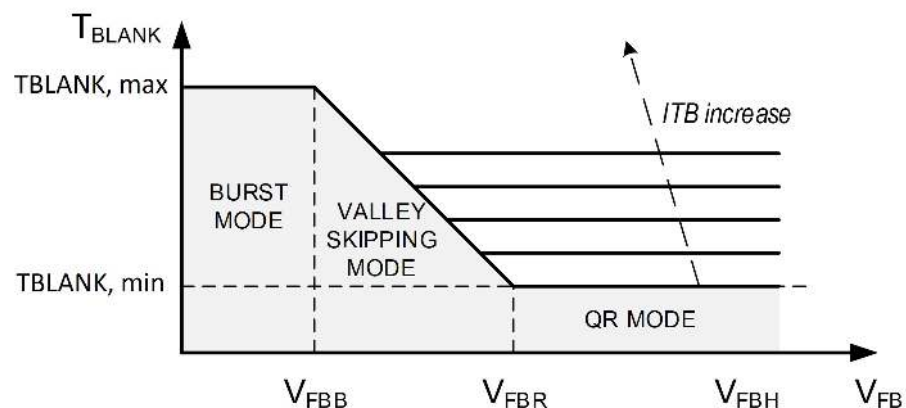 TBLANK
TBLANK, max
ITB increase
BURST
MODE
VALLEY
SKIPPING
MODE
TBLANK, min
QR MODE
VFBB
VFBR
VFBH
VFB